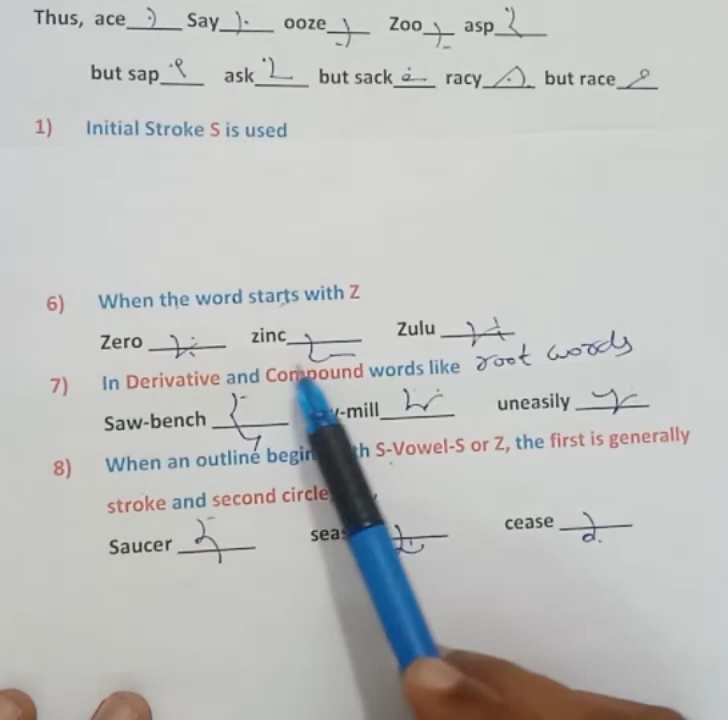 Thus, ace Say ooze Zoo asp
but sap ask but sack racy but race
1) Initial Stroke S is used
6) When the word starts with Z
Zero zinc Zulu
7) In Derivative and Compound words like root words
Saw-bench -mill uneasily
8) When an outline begin S-Vowel-S or Z, the first is generally
stroke and second circle
Saucer seas cease